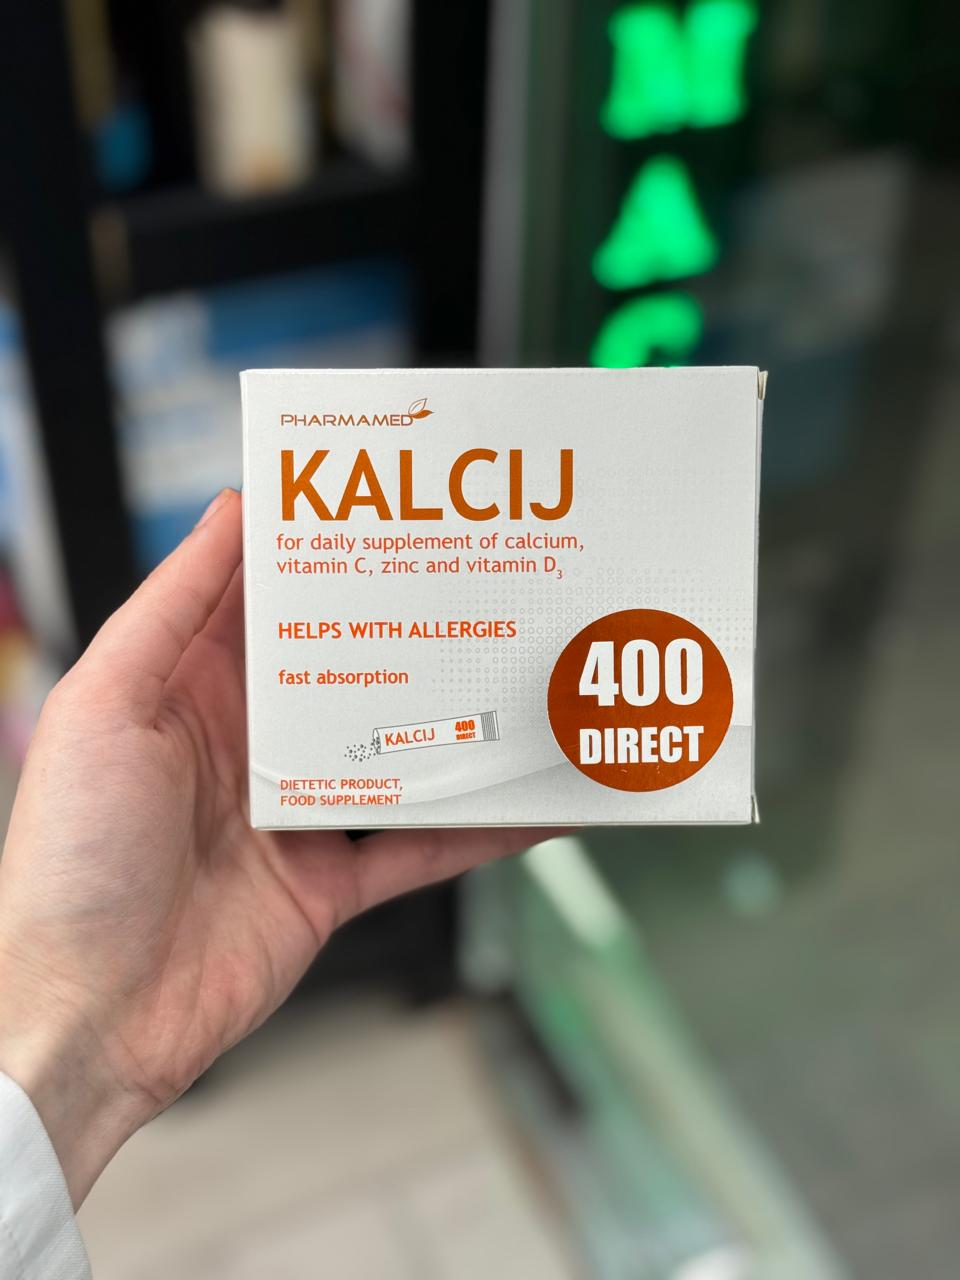 PHARMAMED
KALCIJ
for daily supplement of calcium,
vitamin C, zinc and vitamin D₃
HELPS WITH ALLERGIES
fast absorption
KALCIJ 400
DIRECT
400
DIRECT
DIETETIC PRODUCT,
FOOD SUPPLEMENT